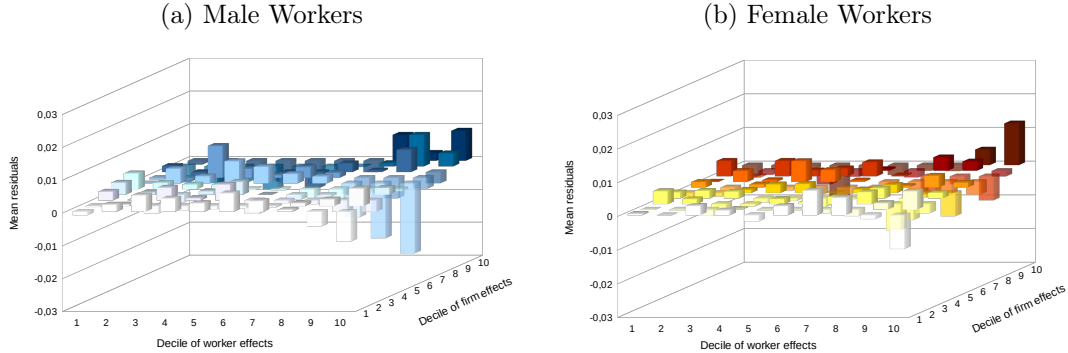 (a) Male Workers
0,03
0,02
0,01
0
-0,01
-0,02
-0,03
Mean residuals
1 2 3 4 5 6 7 8 9 10
Decile of worker effects
1 2 3 4 5 6 7 8 9 10
Decile of firm effects
(b) Female Workers
0,03
0,02
0,01
0
-0,01
-0,02
-0,03
Mean residuals
1 2 3 4 5 6 7 8 9 10
Decile of worker effects
1 2 3 4 5 6 7 8 9 10
Decile of firm effects